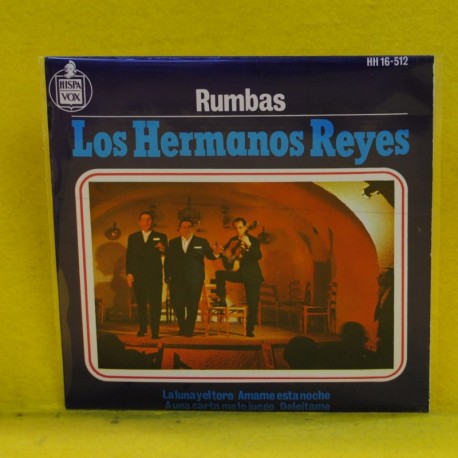 HH 16-512
HISPA
VOX
Rumbas
Los Hermanos Reyes
La luna y el toro · Amame esta noche
A una carta me lo juego · Deleitame